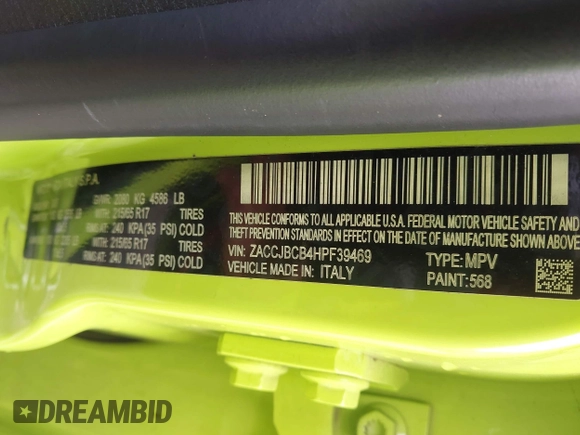 S.P.A.
GVWR: 2080 KG 4586 LB
WITH: 215/65 R17 TIRES
RIMS AT: 240 KPA(35 PSI) COLD
WITH: 215/65 R17 TIRES
RIMS AT: 240 KPA(35 PSI) COLD
THIS VEHICLE CONFORMS TO ALL APPLICABLE U.S.A. FEDERAL MOTOR VEHICLE SAFETY AND
THEFT PREVENTION STANDARDS IN EFFECT ON THE DATE OF MANUFACTURE SHOWN ABOVE.
VIN: ZACCJBCB4HPF39469 TYPE: MPV
VEHICLE MADE IN: ITALY PAINT: 568
DREAMBID